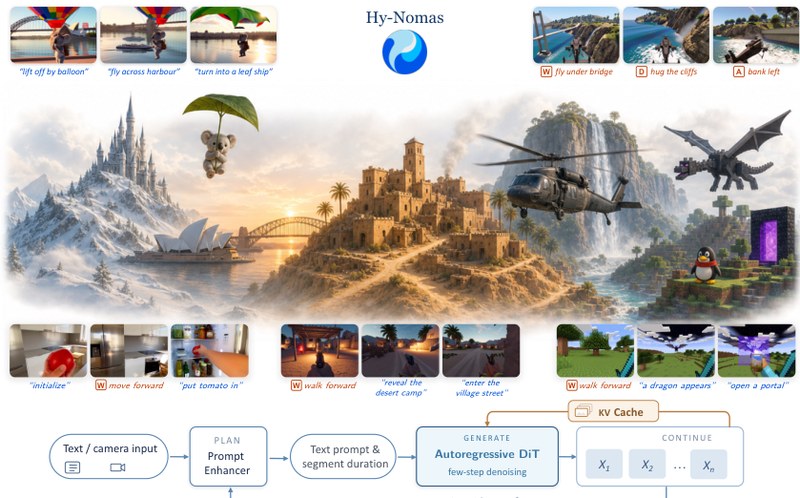 Hy-Nomas
"lift off by balloon"
"fly across harbour"
"turn into a leaf ship"
W fly under bridge
D hug the cliffs
A bank left
"initialize"
W move forward
"put tomato in"
W walk forward
"reveal the
desert camp"
"enter the
village street"
W walk forward
"a dragon appears"
"open a portal"
KV Cache
Text / camera input
PLAN
Prompt
Enhancer
Text prompt &
segment duration
GENERATE
Autoregressive DiT
few-step denoising
CONTINUE
X1 X2 ... Xn